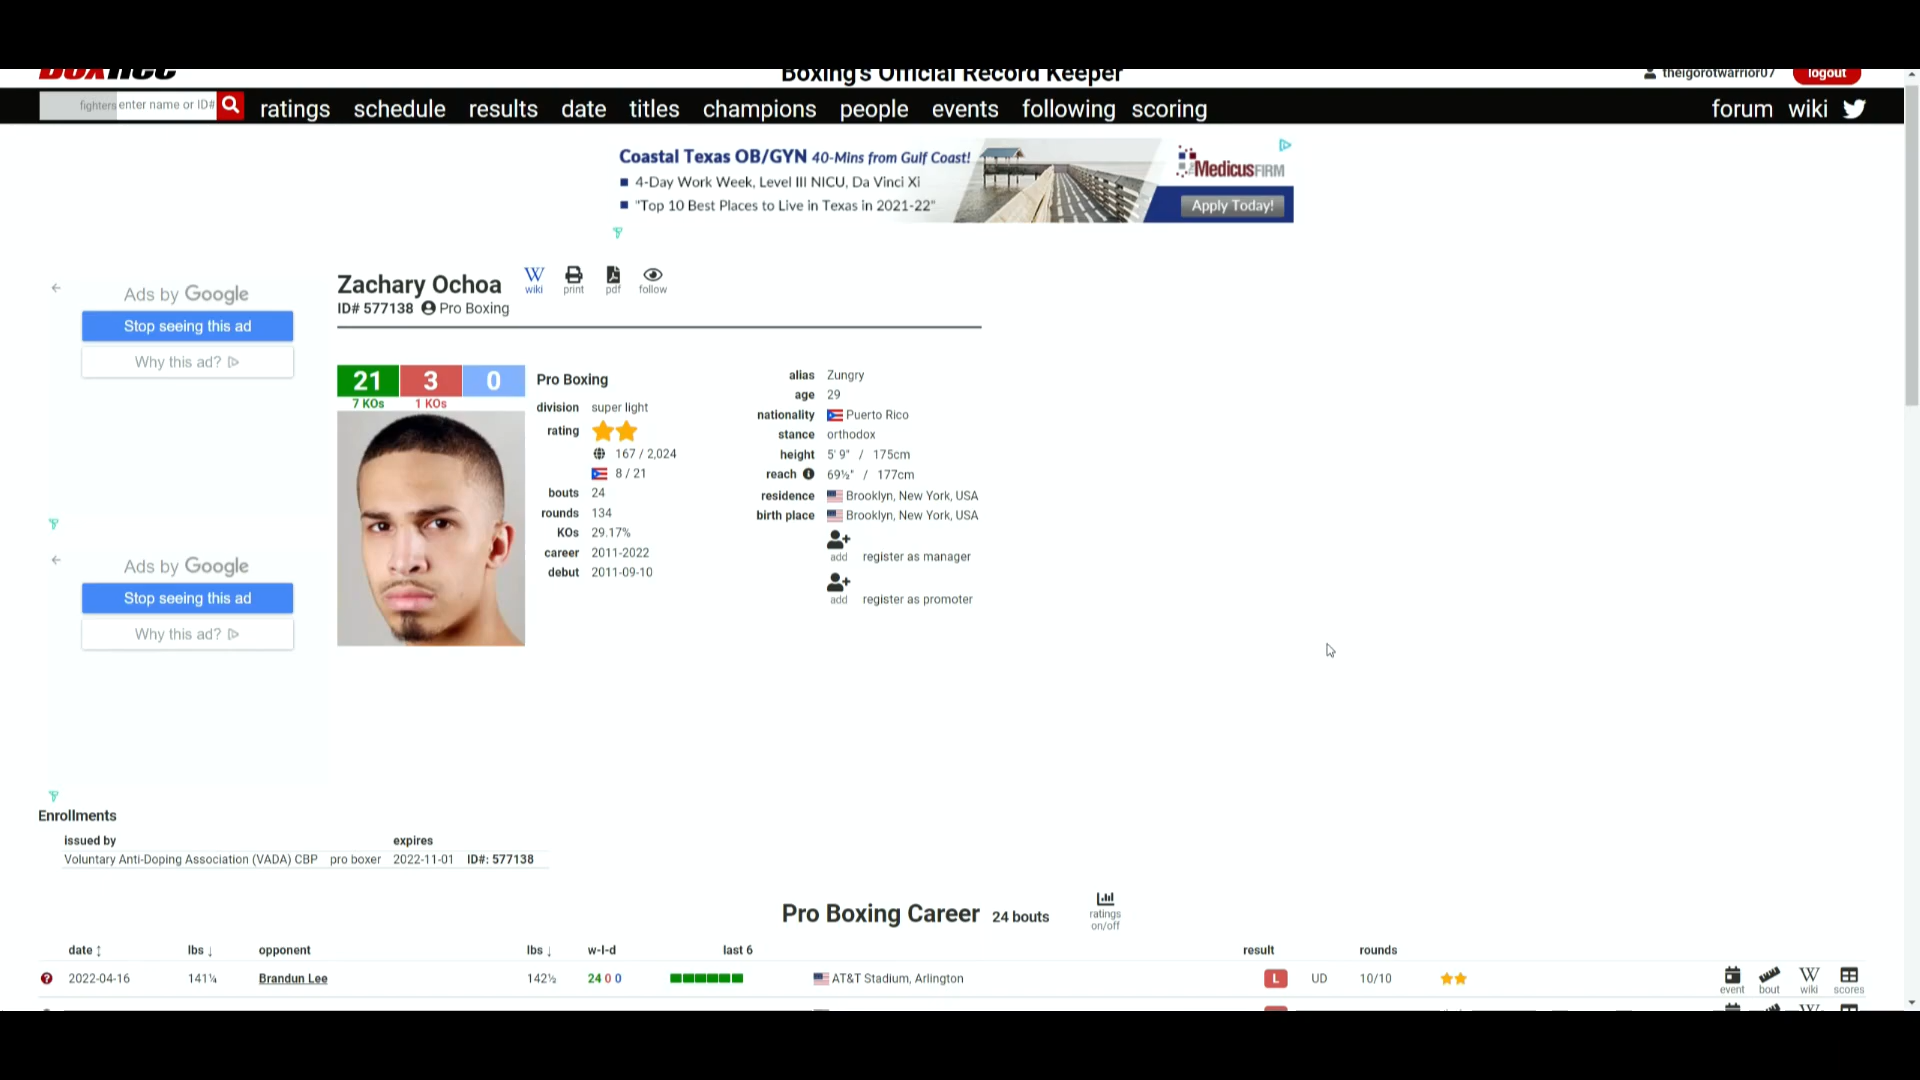 BoxRec
Boxing's Official Record Keeper
theigorotwarrior07 logout
fighters enter name or ID# ratings schedule results date titles champions people events following scoring forum wiki
Coastal Texas OB/GYN 40-Mins from Gulf Coast!
4-Day Work Week, Level III NICU, Da Vinci Xi
"Top 10 Best Places to Live in Texas in 2021-22"
MEDICUSFIRM
Apply Today!
Zachary Ochoa wiki print pdf follow
ID# 577138 Pro Boxing
Ads by Google
Stop seeing this ad
Why this ad?
21 3 0
7 KOs 1 KOs
Pro Boxing
division super light
rating
167 / 2,024
8 / 21
bouts 24
rounds 134
KOs 29.17%
career 2011-2022
debut 2011-09-10
alias Zungry
age 29
nationality Puerto Rico
stance orthodox
height 5' 9" / 175cm
reach 69½" / 177cm
residence Brooklyn, New York, USA
birth place Brooklyn, New York, USA
add register as manager
add register as promoter
Ads by Google
Stop seeing this ad
Why this ad?
Enrollments
issued by expires
Voluntary Anti-Doping Association (VADA) CBP pro boxer 2022-11-01 ID#: 577138
Pro Boxing Career 24 bouts ratings on/off
date lbs opponent lbs w-l-d last 6 result rounds
2022-04-16 141¼ Brandun Lee 142½ 24 0 0 AT&T Stadium, Arlington L UD 10/10 event bout wiki scores